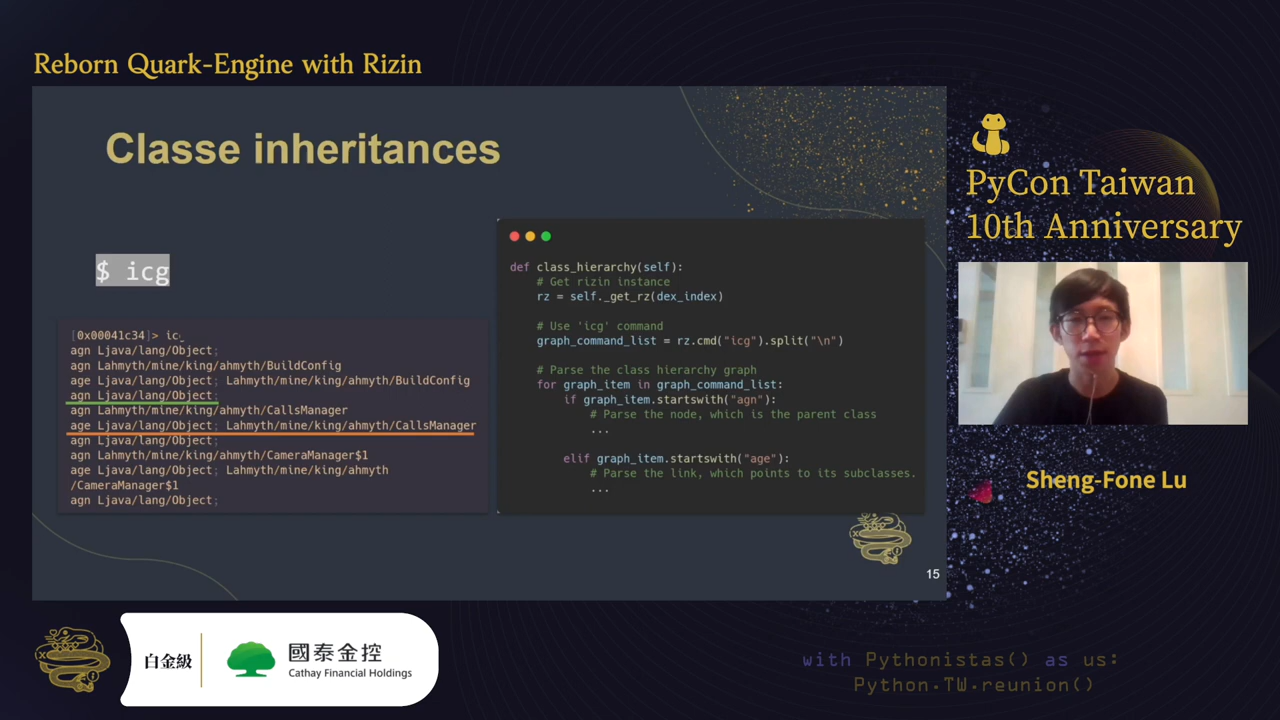 Reborn Quark-Engine with Rizin
Classe inheritances
$ icg
[0x00041c34]> icg
agn Ljava/lang/Object;
agn Lahmyth/mine/king/ahmyth/BuildConfig
age Ljava/lang/Object; Lahmyth/mine/king/ahmyth/BuildConfig
agn Ljava/lang/Object;
agn Lahmyth/mine/king/ahmyth/CallsManager
age Ljava/lang/Object; Lahmyth/mine/king/ahmyth/CallsManager
agn Ljava/lang/Object;
agn Lahmyth/mine/king/ahmyth/CameraManager$1
age Ljava/lang/Object; Lahmyth/mine/king/ahmyth
/CameraManager$1
agn Ljava/lang/Object;
def class_hierarchy(self):
# Get rizin instance
rz = self._get_rz(dex_index)
# Use 'icg' command
graph_command_list = rz.cmd("icg").split("\n")
# Parse the class hierarchy graph
for graph_item in graph_command_list:
if graph_item.startswith("agn"):
# Parse the node, which is the parent class
...
elif graph_item.startswith("age"):
# Parse the link, which points to its subclasses.
...
15
PyCon Taiwan
10th Anniversary
Sheng-Fone Lu
白金級
國泰金控
Cathay Financial Holdings
with Pythonistas() as us:
Python.TW.reunion()